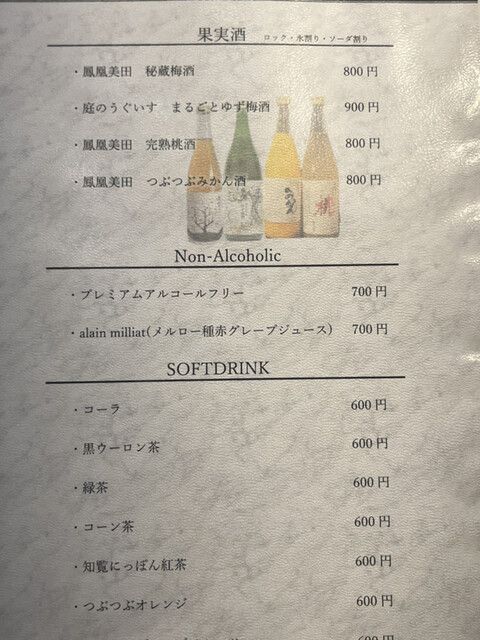 果実酒 ロック・水割り・ソーダ割り
・鳳凰美田 秘蔵梅酒 800円
・庭のうぐいす まるごとゆず梅酒 900円
・鳳凰美田 完熟桃酒 800円
・鳳凰美田 つぶつぶみかん酒 800円
Non-Alcoholic
・プレミアムアルコールフリー 700円
・alain milliat(メルロー種赤グレープジュース) 700円
SOFTDRINK
・コーラ 600円
・黒ウーロン茶 600円
・緑茶 600円
・コーン茶 600円
・知覧にっぽん紅茶 600円
・つぶつぶオレンジ 600円
600円